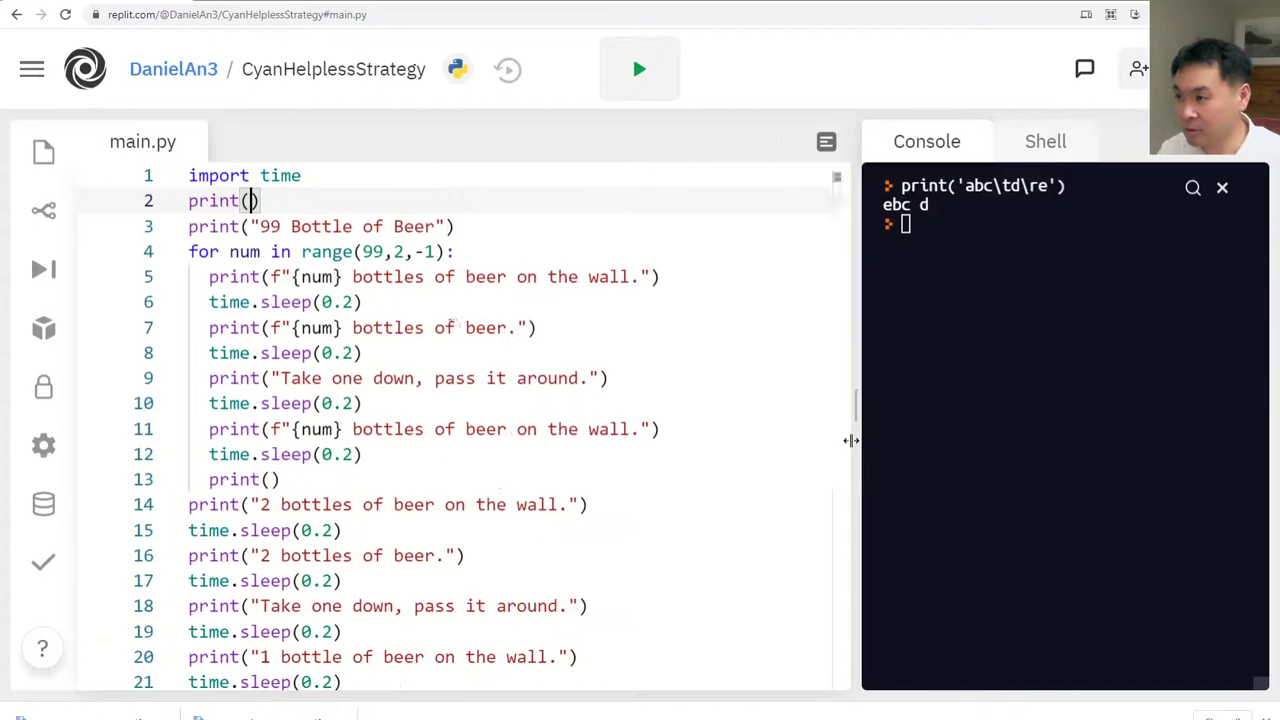 replit.com/@DanielAn3/CyanHelplessStrategy#main.py
DanielAn3 / CyanHelplessStrategy
main.py
Console
Shell
1 import time
2 print()
3 print("99 Bottle of Beer")
4 for num in range(99,2,-1):
5 print(f"{num} bottles of beer on the wall.")
6 time.sleep(0.2)
7 print(f"{num} bottles of beer.")
8 time.sleep(0.2)
9 print("Take one down, pass it around.")
10 time.sleep(0.2)
11 print(f"{num} bottles of beer on the wall.")
12 time.sleep(0.2)
13 print()
14 print("2 bottles of beer on the wall.")
15 time.sleep(0.2)
16 print("2 bottles of beer.")
17 time.sleep(0.2)
18 print("Take one down, pass it around.")
19 time.sleep(0.2)
20 print("1 bottle of beer on the wall.")
21 time.sleep(0.2)
> print('abc\td\re')
ebc d
>
?